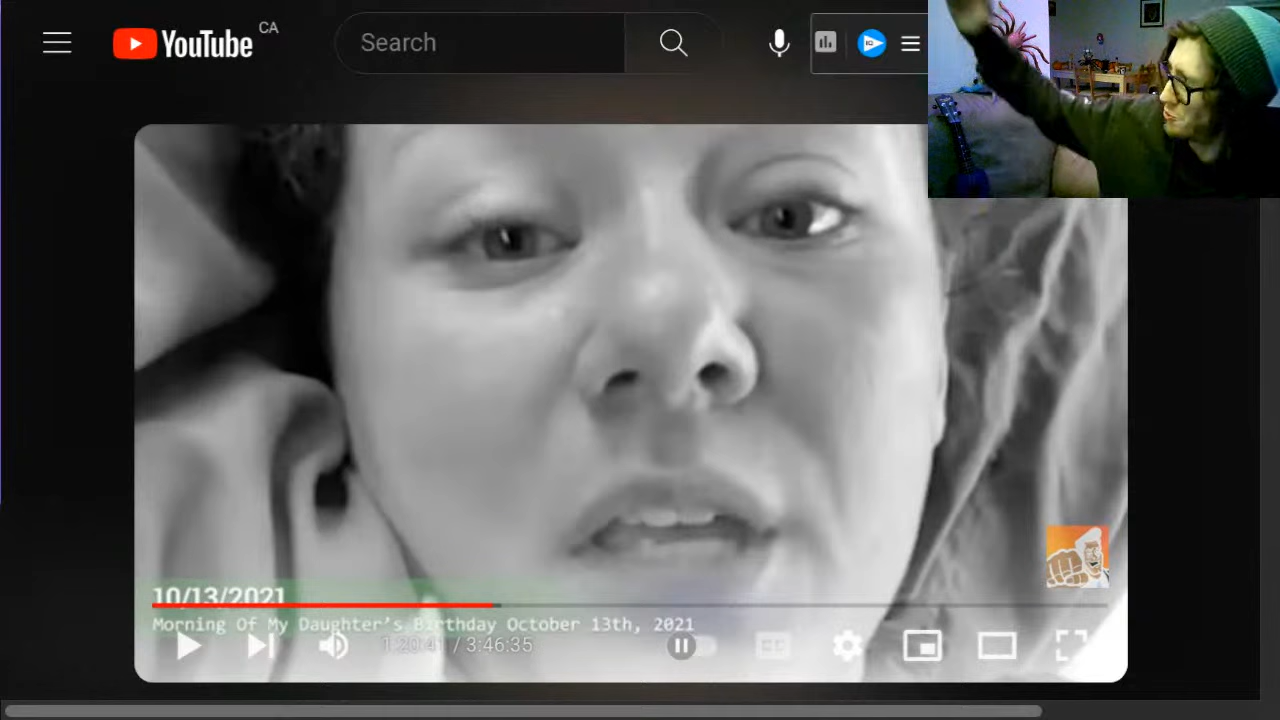 YouTube CA
Search
10/13/2021
Morning Of My Daughter's Birthday October 13th, 2021
1:20:41 / 3:46:35
CC